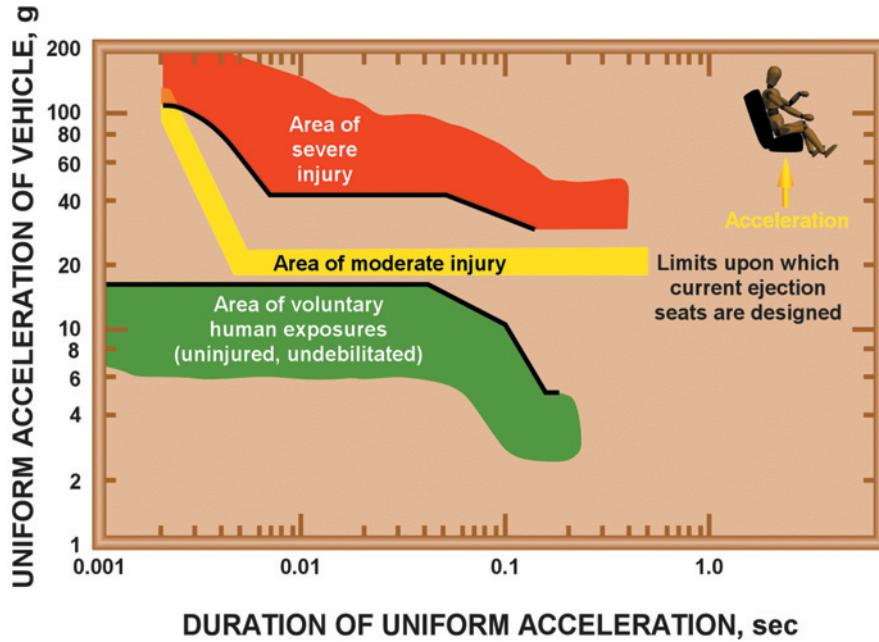 UNIFORM ACCELERATION OF VEHICLE, g
200
100
80
60
40
20
10
8
6
4
2
1
Area of
severe
injury
Acceleration
Area of moderate injury
Limits upon which
current ejection
seats are designed
Area of voluntary
human exposures
(uninjured, undebilitated)
0.001
0.01
0.1
1.0
DURATION OF UNIFORM ACCELERATION, sec